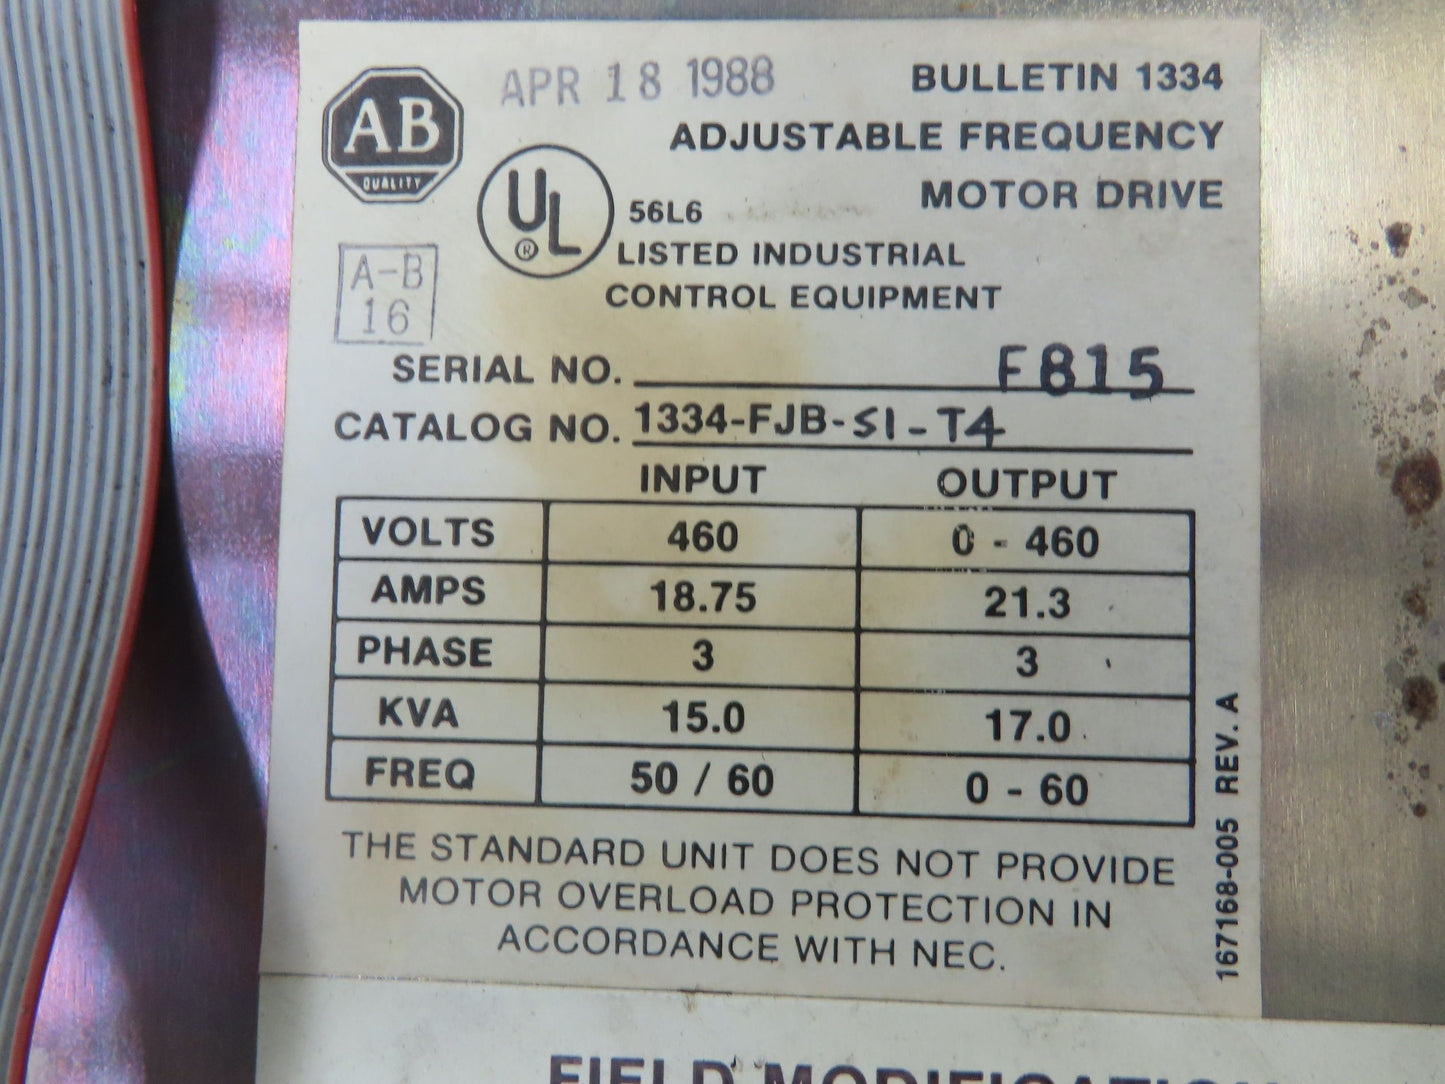 APR 18 1988
BULLETIN 1334
ADJUSTABLE FREQUENCY
MOTOR DRIVE
AB
QUALITY
UL
®
56L6
LISTED INDUSTRIAL
CONTROL EQUIPMENT
A-B
16
SERIAL NO. F815
CATALOG NO. 1334-FJB-S1-T4
INPUT OUTPUT
VOLTS 460 0 - 460
AMPS 18.75 21.3
PHASE 3 3
KVA 15.0 17.0
FREQ 50 / 60 0 - 60
THE STANDARD UNIT DOES NOT PROVIDE
MOTOR OVERLOAD PROTECTION IN
ACCORDANCE WITH NEC.
167168-005 REV. A
FIELD